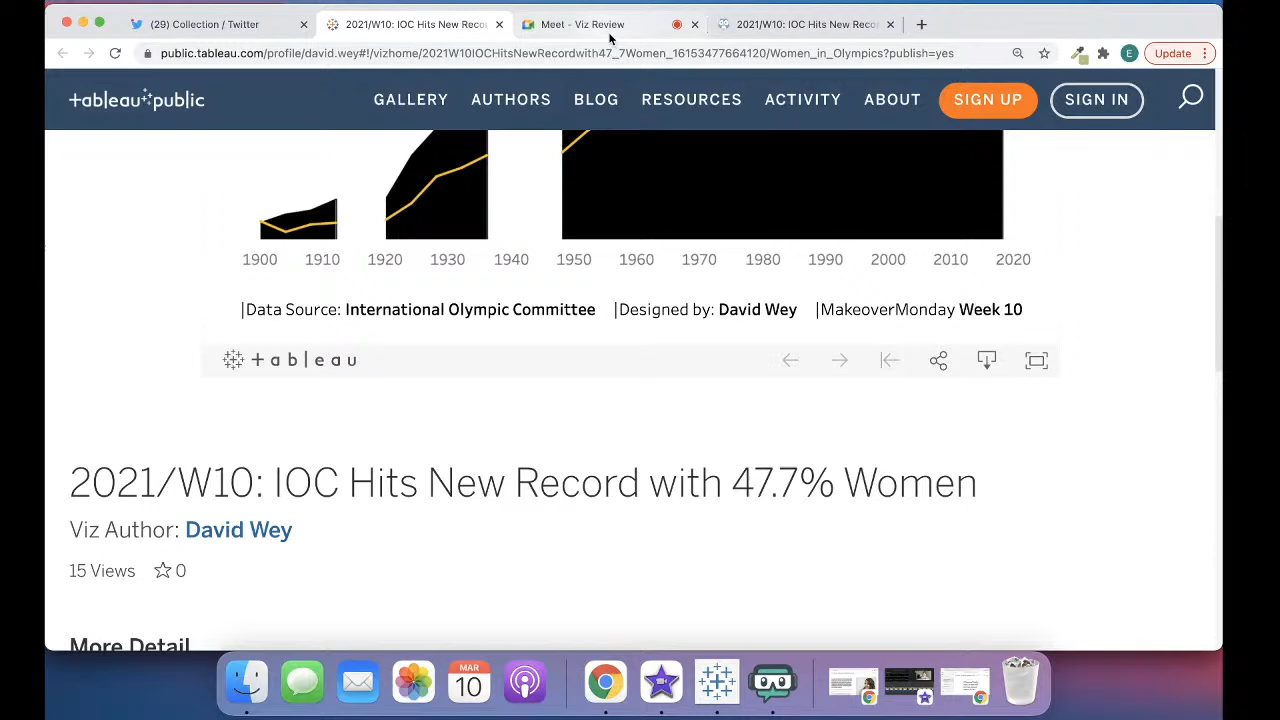 (29) Collection / Twitter
2021/W10: IOC Hits New Reco
Meet - Viz Review
2021/W10: IOC Hits New Reco
public.tableau.com/profile/david.wey#!/vizhome/2021W10IOCHitsNewRecordwith47_7Women_16153477664120/Women_in_Olympics?publish=yes
E
Update
+ableau public
GALLERY
AUTHORS
BLOG
RESOURCES
ACTIVITY
ABOUT
SIGN UP
SIGN IN
1900 1910 1920 1930 1940 1950 1960 1970 1980 1990 2000 2010 2020
|Data Source: International Olympic Committee |Designed by: David Wey |MakeoverMonday Week 10
+ableau
2021/W10: IOC Hits New Record with 47.7% Women
Viz Author: David Wey
15 Views 0
More Detail
MAR
10